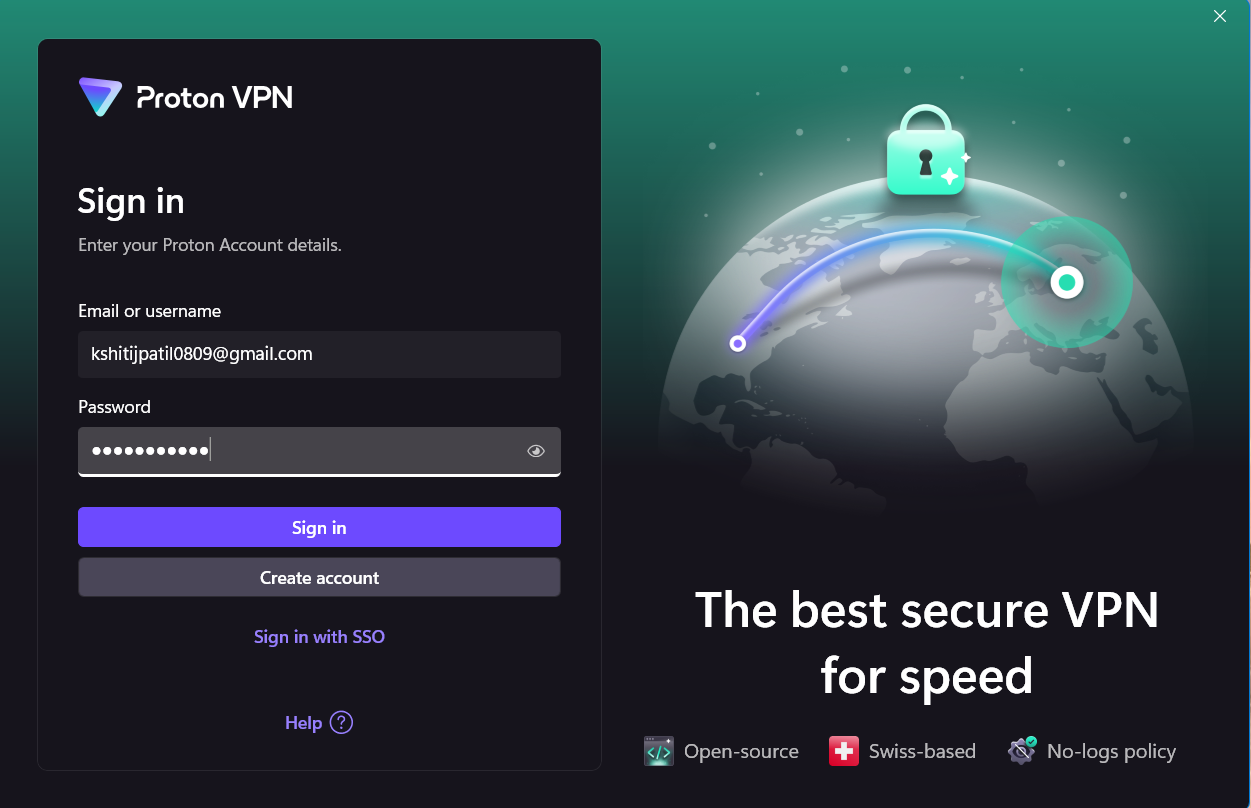 Proton VPN
Sign in
Enter your Proton Account details.
Email or username
kshitijpatil0809@gmail.com
Password
●●●●●●●●●●●
Sign in
Create account
Sign in with SSO
Help ?
The best secure VPN
for speed
</> Open-source
Swiss-based
No-logs policy